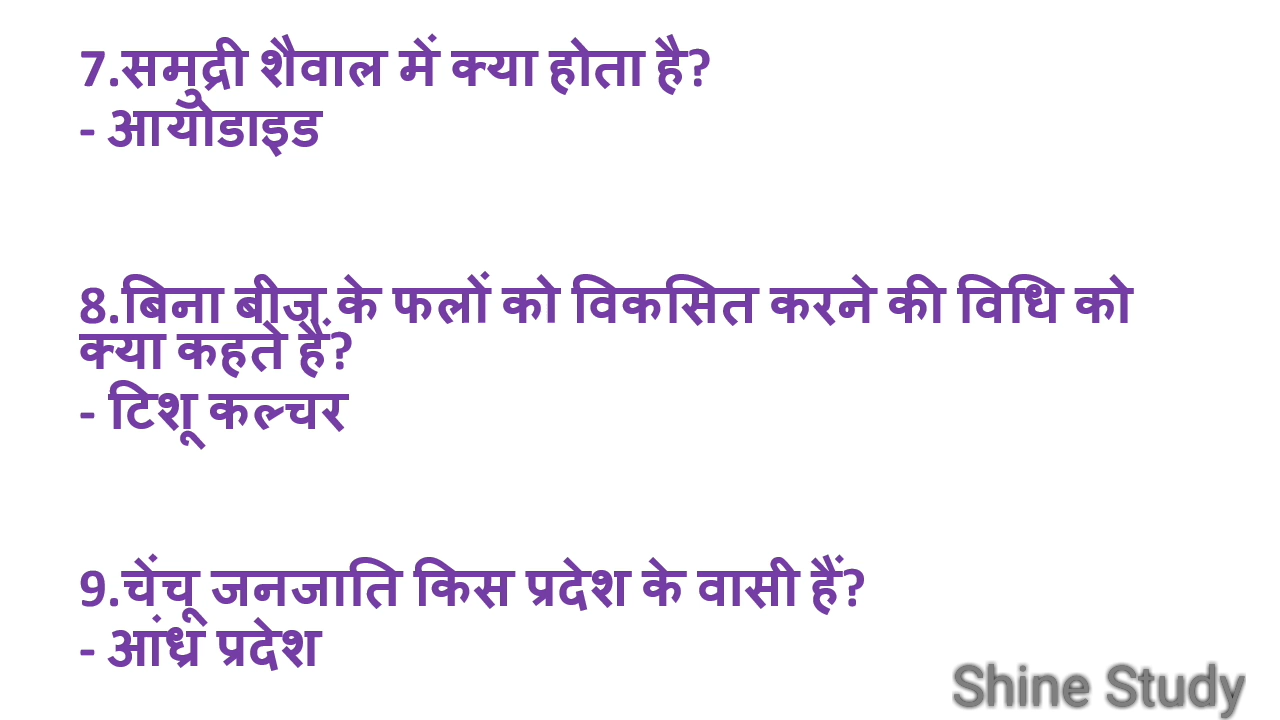 7.समुद्री शैवाल में क्या होता है?
- आयोडाइड
8.बिना बीज के फलों को विकसित करने की विधि को
क्या कहते हैं?
- टिशू कल्चर
9.चेंचू जनजाति किस प्रदेश के वासी हैं?
- आंध्र प्रदेश
Shine Study